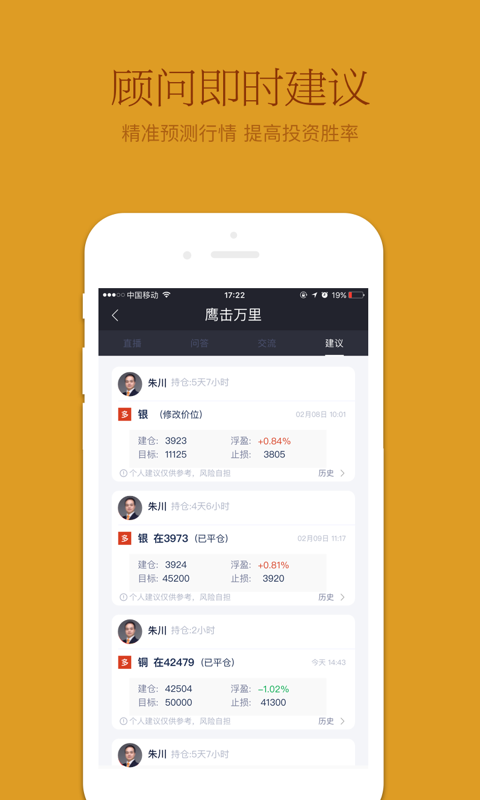 顾问即时建议
精准预测行情 提高投资胜率
中国移动 17:22 19%
鹰击万里
直播 问答 交流 建议
朱川 持仓:5天7小时
多 银 (修改价位) 02月08日 10:01
建仓: 3923 浮盈: +0.84%
目标: 11125 止损: 3805
个人建议仅供参考，风险自担 历史
朱川 持仓:4天6小时
多 银 在3973 (已平仓) 02月09日 11:17
建仓: 3924 浮盈: +0.81%
目标: 45200 止损: 3920
个人建议仅供参考，风险自担 历史
朱川 持仓:2小时
多 铜 在42479 (已平仓) 今天 14:43
建仓: 42504 浮盈: -1.02%
目标: 50000 止损: 41300
个人建议仅供参考，风险自担 历史
朱川 持仓:5天7小时